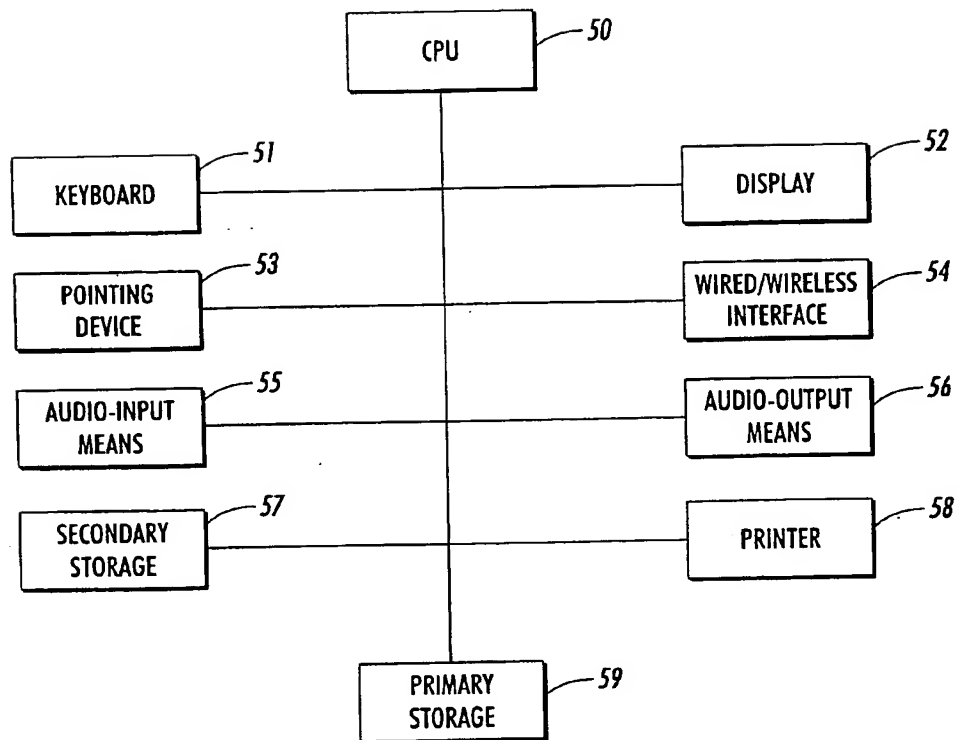 CPU
50
KEYBOARD
51
DISPLAY
52
POINTING
DEVICE
53
WIRED/WIRELESS
INTERFACE
54
AUDIO-INPUT
MEANS
55
AUDIO-OUTPUT
MEANS
56
SECONDARY
STORAGE
57
PRINTER
58
PRIMARY
STORAGE
59